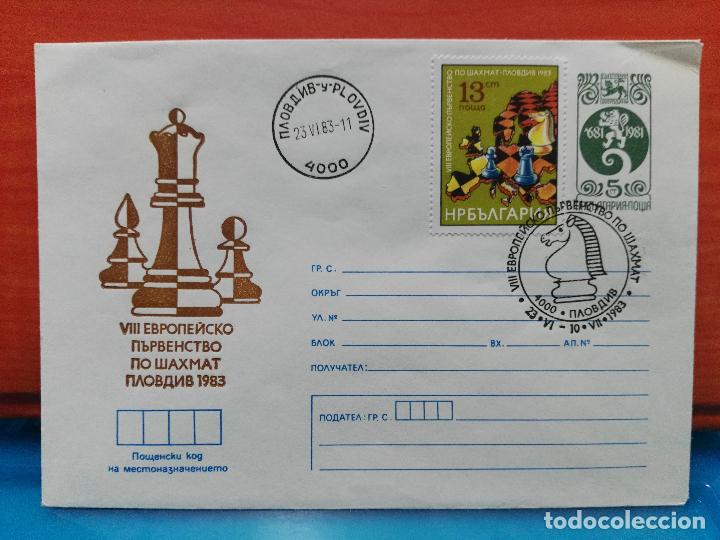 ПЛОВДИВ-У-PLOVDIV
23.VI.83-11
4000
VIII ЕВРОПЕЙСКО ПЪРВЕНСТВО
ПО ШАХМАТ-ПЛОВДИВ 1983
13 СТ
ПОЩА
НРБЪЛГАРИЯ
681 1981
5
БЪЛГАРИЯ·ПОЩА
VIII ЕВРОПЕЙСКО ПЪРВЕНСТВО ПО ШАХМАТ
4000 • ПЛОВДИВ
23 • VI – 10 • VII • 1983
VIII ЕВРОПЕЙСКО
ПЪРВЕНСТВО
ПО ШАХМАТ
ПЛОВДИВ 1983
Пощенски код
на местоназначението
ГР. С.
ОКРЪГ
УЛ. №
БЛОК ВХ. АП. №
ПОЛУЧАТЕЛ:
ПОДАТЕЛ: ГР. С
todocoleccion.net